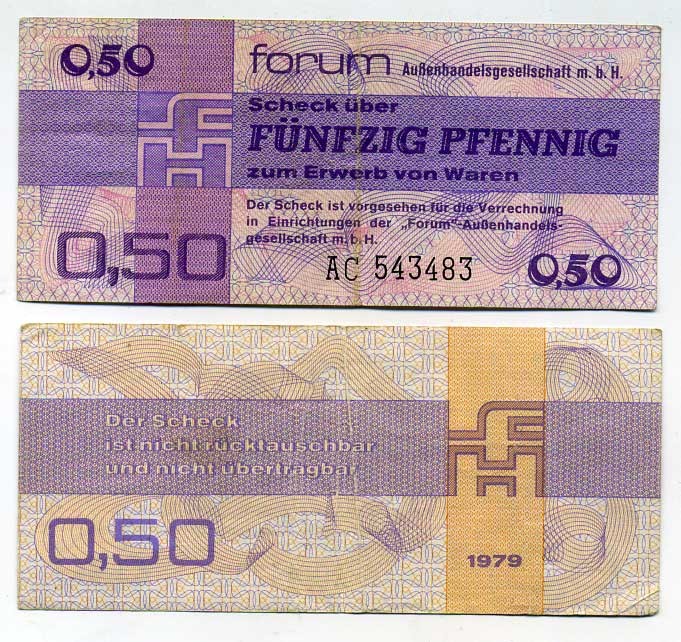 0,50 forum Außenhandelsgesellschaft m. b. H.
Scheck über
FÜNFZIG PFENNIG
zum Erwerb von Waren
Der Scheck ist vorgesehen für die Verrechnung
in Einrichtungen der „Forum"-Außenhandels-
gesellschaft m. b. H.
0,50 AC 543483 0,50
Der Scheck
ist nicht rücktauschbar
und nicht übertragbar
0,50
1979